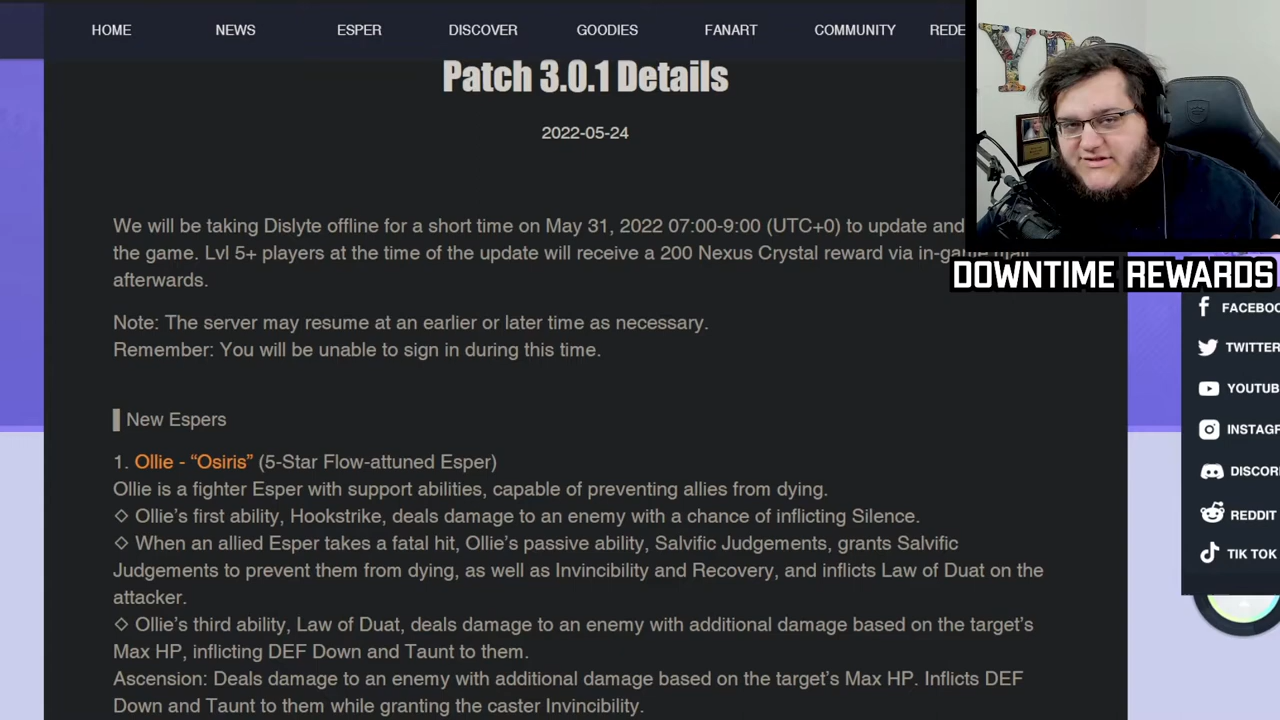 HOME NEWS ESPER DISCOVER GOODIES FANART COMMUNITY REDE
Patch 3.0.1 Details
2022-05-24
We will be taking Dislyte offline for a short time on May 31, 2022 07:00-9:00 (UTC+0) to update and
the game. Lvl 5+ players at the time of the update will receive a 200 Nexus Crystal reward via in-game mail
afterwards.
Note: The server may resume at an earlier or later time as necessary.
Remember: You will be unable to sign in during this time.
New Espers
1. Ollie - “Osiris” (5-Star Flow-attuned Esper)
Ollie is a fighter Esper with support abilities, capable of preventing allies from dying.
◇ Ollie’s first ability, Hookstrike, deals damage to an enemy with a chance of inflicting Silence.
◇ When an allied Esper takes a fatal hit, Ollie’s passive ability, Salvific Judgements, grants Salvific
Judgements to prevent them from dying, as well as Invincibility and Recovery, and inflicts Law of Duat on the
attacker.
◇ Ollie’s third ability, Law of Duat, deals damage to an enemy with additional damage based on the target’s
Max HP, inflicting DEF Down and Taunt to them.
Ascension: Deals damage to an enemy with additional damage based on the target’s Max HP. Inflicts DEF
Down and Taunt to them while granting the caster Invincibility.
DOWNTIME REWARDS
FACEBO
TWITTER
YOUTUB
INSTAGR
DISCOR
REDDIT
TIK TOK